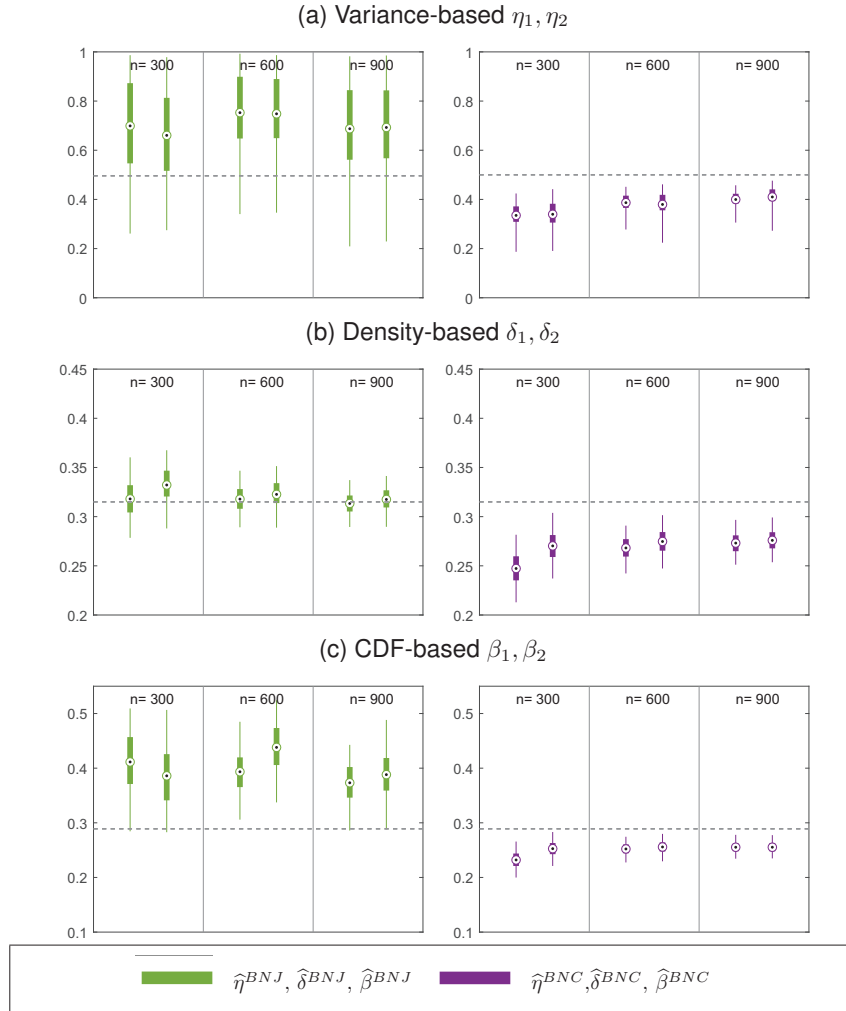 (a) Variance-based η₁, η₂
1
0.8
0.6
0.4
0.2
0
n= 300
n= 600
n= 900
1
0.8
0.6
0.4
0.2
0
n= 300
n= 600
n= 900
(b) Density-based δ₁, δ₂
0.45
0.4
0.35
0.3
0.25
0.2
n= 300
n= 600
n= 900
0.45
0.4
0.35
0.3
0.25
0.2
n= 300
n= 600
n= 900
(c) CDF-based β₁, β₂
0.5
0.4
0.3
0.2
0.1
n= 300
n= 600
n= 900
0.5
0.4
0.3
0.2
0.1
n= 300
n= 600
n= 900
η̂^BNJ, δ̂^BNJ, β̂^BNJ
η̂^BNC,δ̂^BNC, β̂^BNC